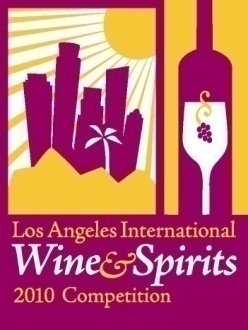 Los Angeles International
Wine&Spirits
2010 Competition